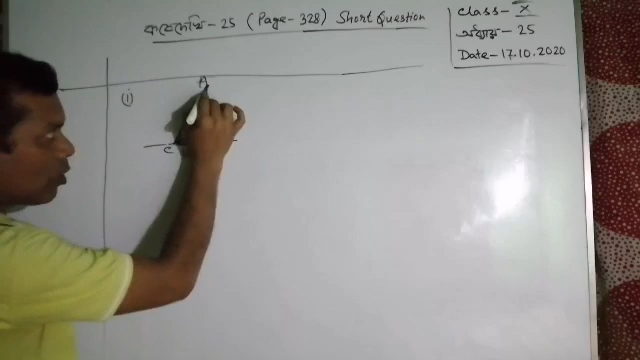 কষে দেখি - 25 (Page - 328) Short Question
Class - X
অধ্যায় - 25
Date - 17.10.2020
(i)
A
C